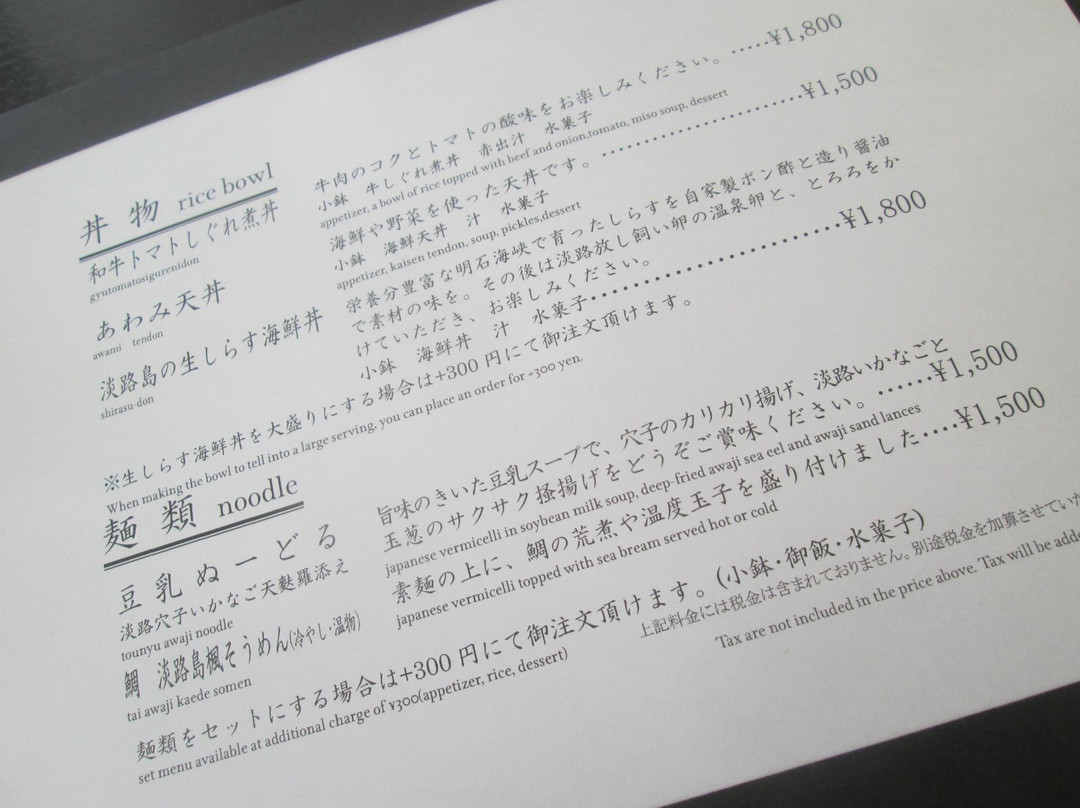 丼物 rice bowl
和牛トマトしぐれ煮丼
gyutomatosigurenidon
牛肉のコクとトマトの酸味をお楽しみください。 ……¥1,800
小鉢 牛しぐれ煮丼 赤出汁 水菓子
appetizer, a bowl of rice topped with beef and onion,tomato, miso soup, dessert
あわみ天丼
awami tendon
海鮮や野菜を使った天丼です。 ……………………¥1,500
小鉢 海鮮天丼 汁 水菓子
appetizer, kaisen tendon, soup, pickles,dessert
淡路島の生しらす海鮮丼
shirasu-don
栄養分豊富な明石海峡で育ったしらすを自家製ポン酢と造り醤油
で素材の味を。その後は淡路放し飼い卵の温泉卵と、とろろをか
けていただき、お楽しみください。
小鉢 海鮮丼 汁 水菓子……………………¥1,800
※生しらす海鮮丼を大盛りにする場合は+300円にて御注文頂けます。
When making the bowl to tell into a large serving, you can place an order for +300 yen.
麺類 noodle
豆乳ぬーどる
淡路穴子いかなご天麩羅添え
tounyu awaji noodle
旨味のきいた豆乳スープで、穴子のカリカリ揚げ、淡路いかなごと
玉葱のサクサク掻揚げをどうぞご賞味ください。 ……¥1,500
japanese vermicelli in soybean milk soup, deep-fried awaji sea eel and awaji sand lances
鯛 淡路島楓そうめん(冷やし・温物)
tai awaji kaede somen
素麺の上に、鯛の荒煮や温度玉子を盛り付けました‥‥¥1,500
japanese vermicelli topped with sea bream served hot or cold
麺類をセットにする場合は+300円にて御注文頂けます。(小鉢・御飯・水菓子)
set menu available at additional charge of ¥300(appetizer, rice, dessert)
上記料金には税金は含まれておりません。別途税金を加算させていた
Tax are not included in the price above. Tax will be adde